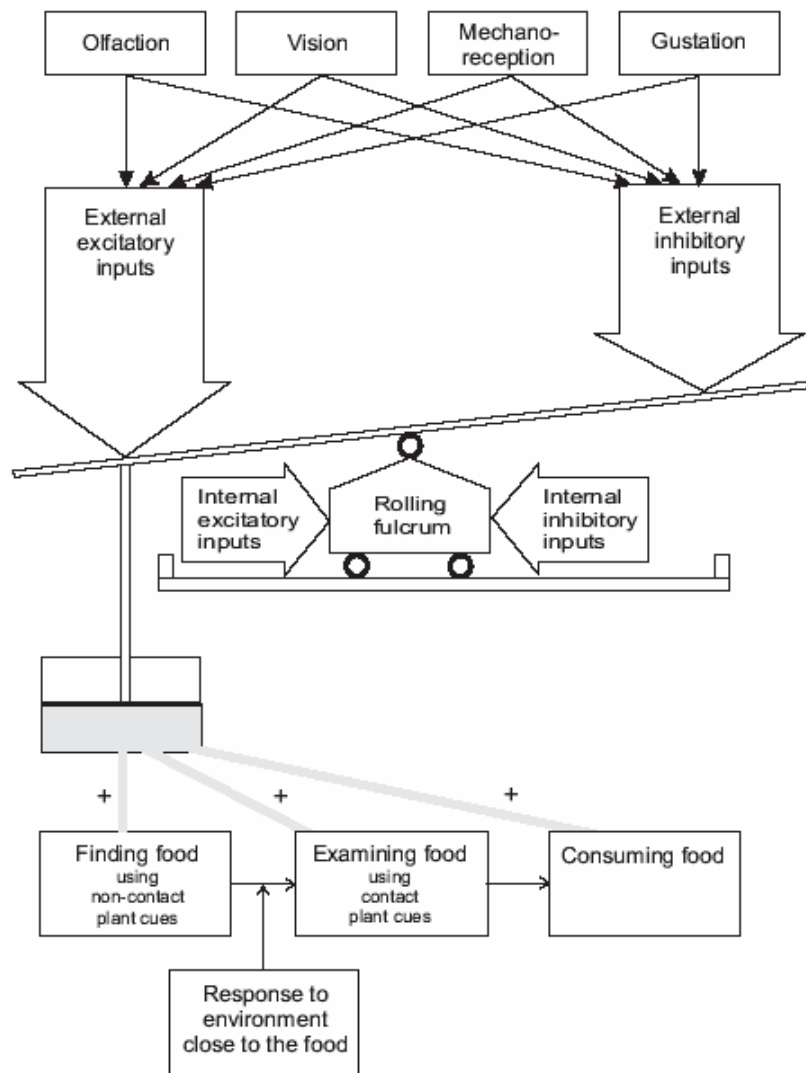 Olfaction
Vision
Mechano-
reception
Gustation
External
excitatory
inputs
External
inhibitory
inputs
Internal
excitatory
inputs
Rolling
fulcrum
Internal
inhibitory
inputs
+
+
+
Finding food
using
non-contact
plant cues
Examining food
using
contact
plant cues
Consuming food
Response to
environment
close to the food